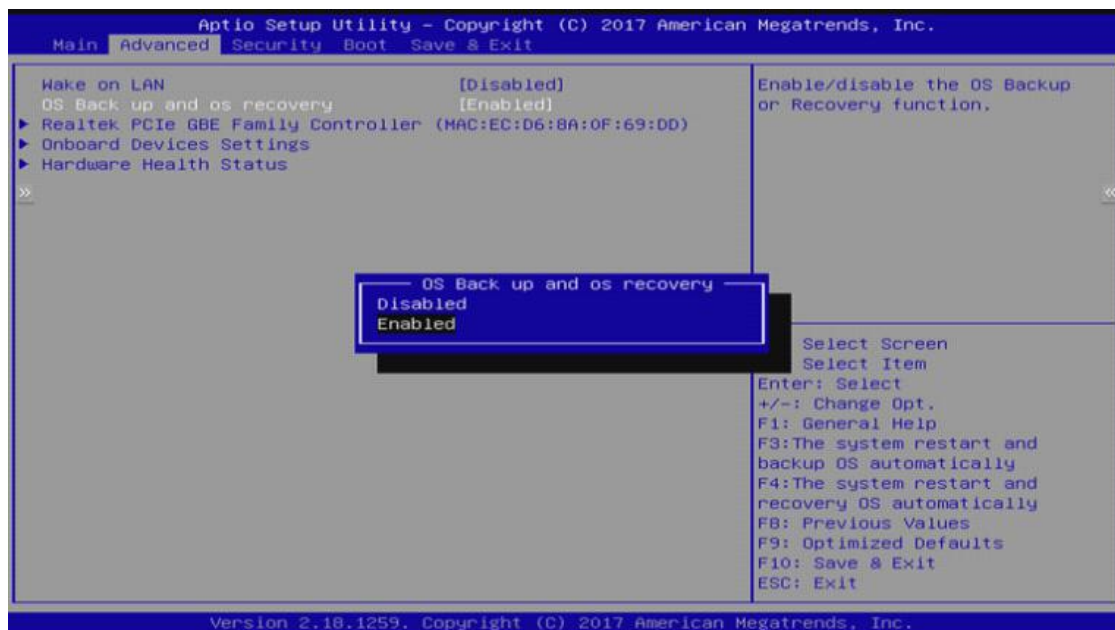 Aptio Setup Utility – Copyright (C) 2017 American Megatrends, Inc.
Main Advanced Security Boot Save & Exit
Wake on LAN [Disabled]
OS Back up and os recovery [Enabled]
Realtek PCIe GBE Family Controller (MAC:EC:D6:8A:0F:69:DD)
Onboard Devices Settings
Hardware Health Status
Enable/disable the OS Backup
or Recovery function.
OS Back up and os recovery
Disabled
Enabled
Select Screen
Select Item
Enter: Select
+/-: Change Opt.
F1: General Help
F3:The system restart and
backup OS automatically
F4:The system restart and
recovery OS automatically
F8: Previous Values
F9: Optimized Defaults
F10: Save & Exit
ESC: Exit
Version 2.18.1259. Copyright (C) 2017 American Megatrends, Inc.